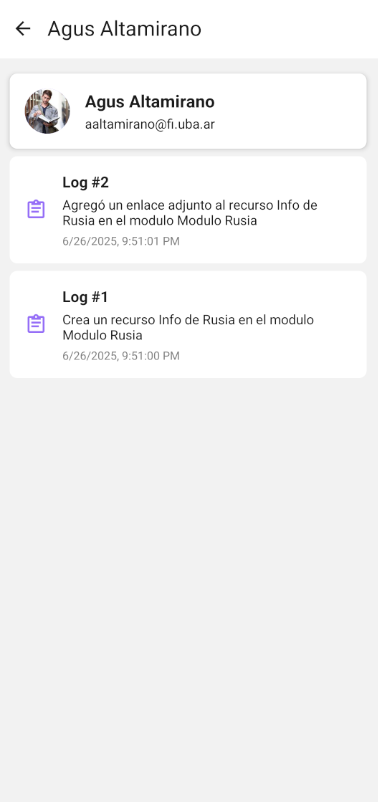 Agus Altamirano
Agus Altamirano
aaltamirano@fi.uba.ar
Log #2
Agregó un enlace adjunto al recurso Info de
Rusia en el modulo Modulo Rusia
6/26/2025, 9:51:01 PM
Log #1
Crea un recurso Info de Rusia en el modulo
Modulo Rusia
6/26/2025, 9:51:00 PM